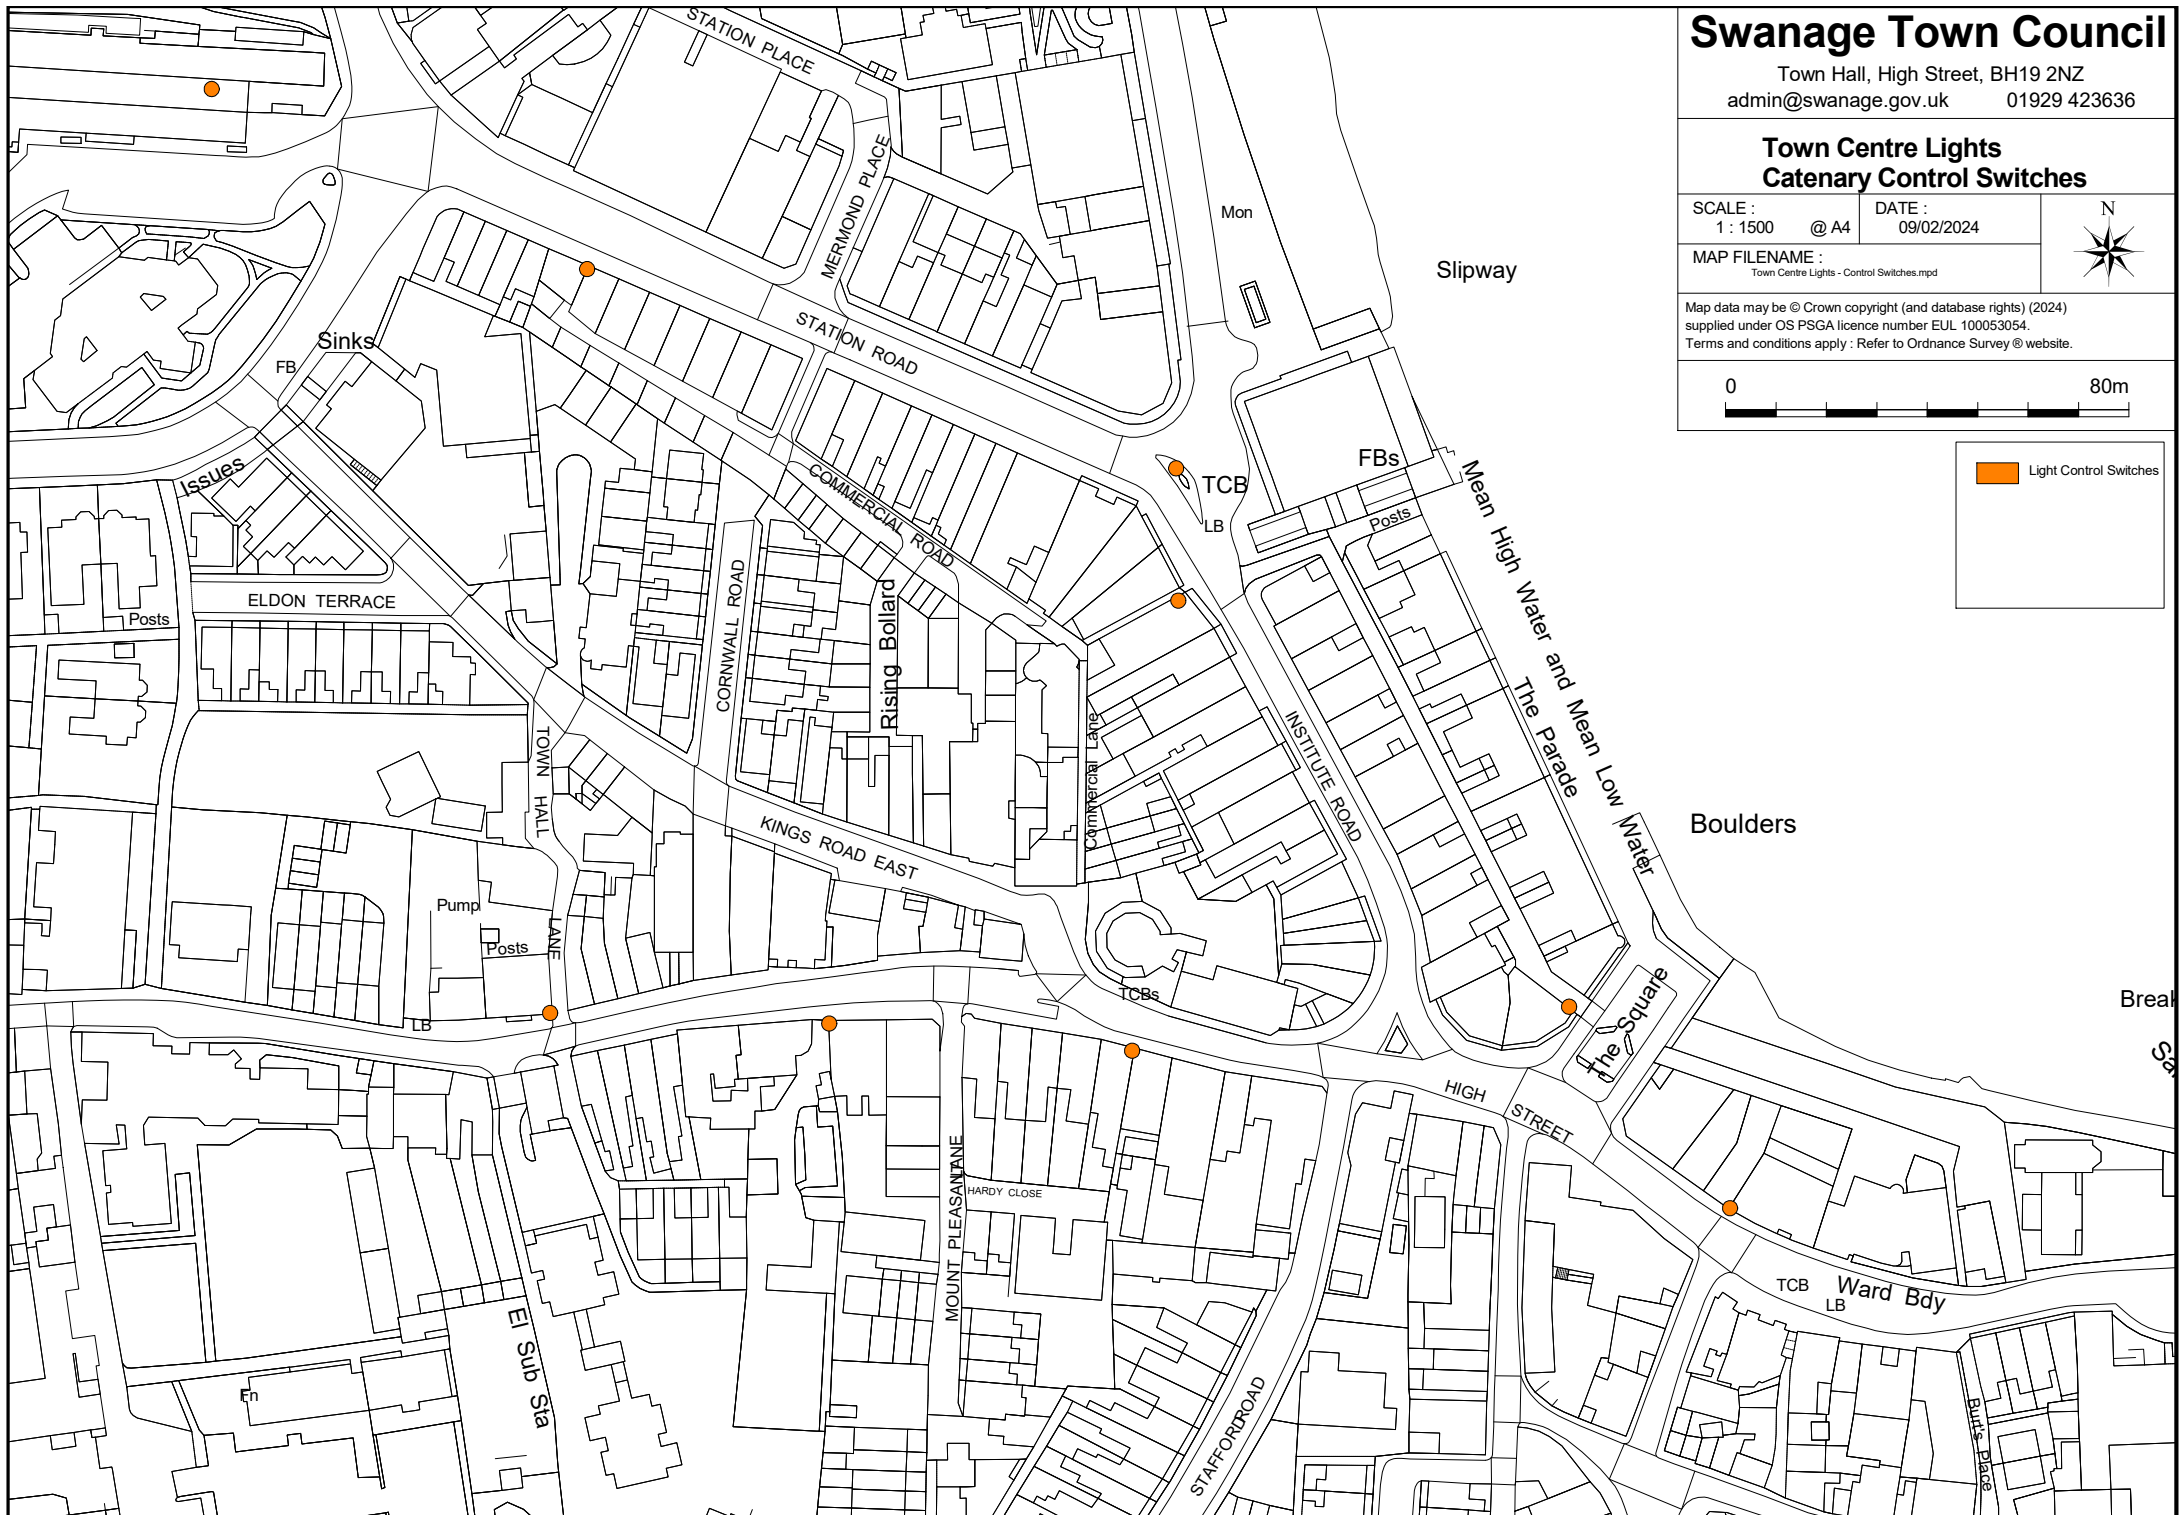 Swanage Town Council
Town Hall, High Street, BH19 2NZ
admin@swanage.gov.uk 01929 423636
Town Centre Lights
Catenary Control Switches
SCALE :
1 : 1500 @ A4
DATE :
09/02/2024
N
MAP FILENAME :
Town Centre Lights - Control Switches.mpd
Map data may be © Crown copyright (and database rights) (2024)
supplied under OS PSGA licence number EUL 100053054.
Terms and conditions apply : Refer to Ordnance Survey ® website.
0 80m
Light Control Switches
STATION PLACE
MERMOND PLACE
Mon
Slipway
STATION ROAD
Sinks
FB
Issues
TCB
LB
FBs
Posts
COMMERCIAL ROAD
CORNWALL ROAD
Rising Bollard
ELDON TERRACE
Posts
Mean High Water and Mean Low Water
The Parade
INSTITUTE ROAD
Commercial Lane
TOWN HALL LANE
KINGS ROAD EAST
Boulders
Pump
Posts
LB
TCBs
The Square
Break
Sa
HIGH STREET
MOUNT PLEASANT LANE
HARDY CLOSE
El Sub Sta
Fn
STAFFORD ROAD
TCB
LB
Ward Bdy
Burt's Place